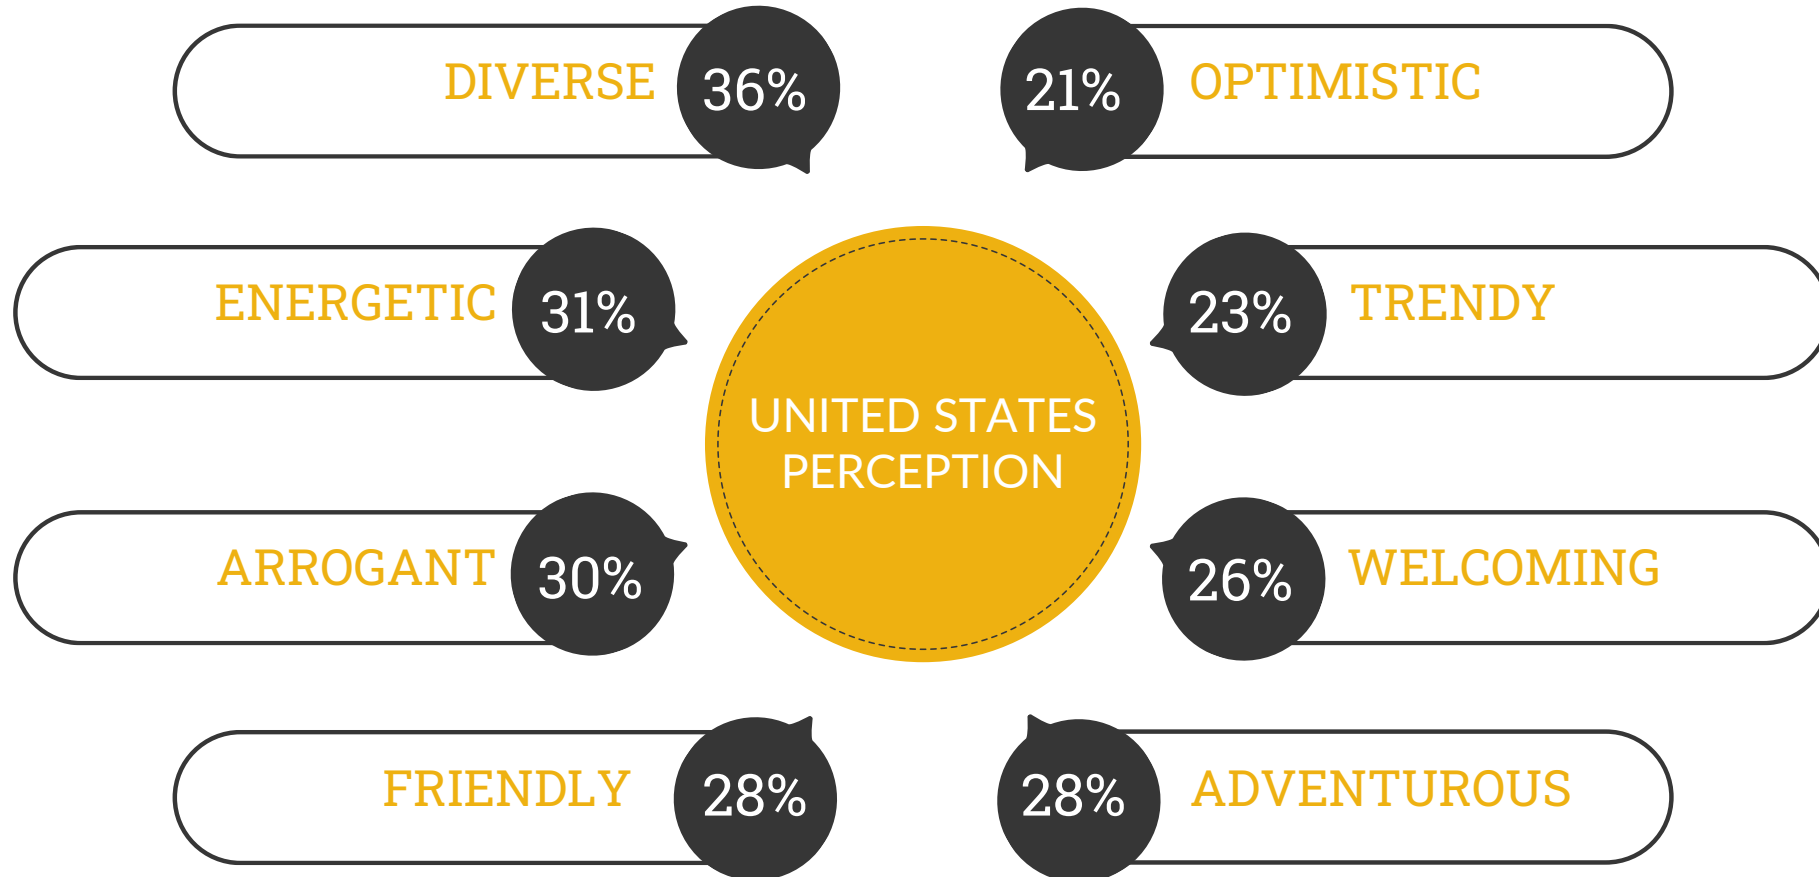 DIVERSE 36%
21% OPTIMISTIC
ENERGETIC 31%
23% TRENDY
UNITED STATES
PERCEPTION
ARROGANT 30%
26% WELCOMING
FRIENDLY 28%
28% ADVENTUROUS